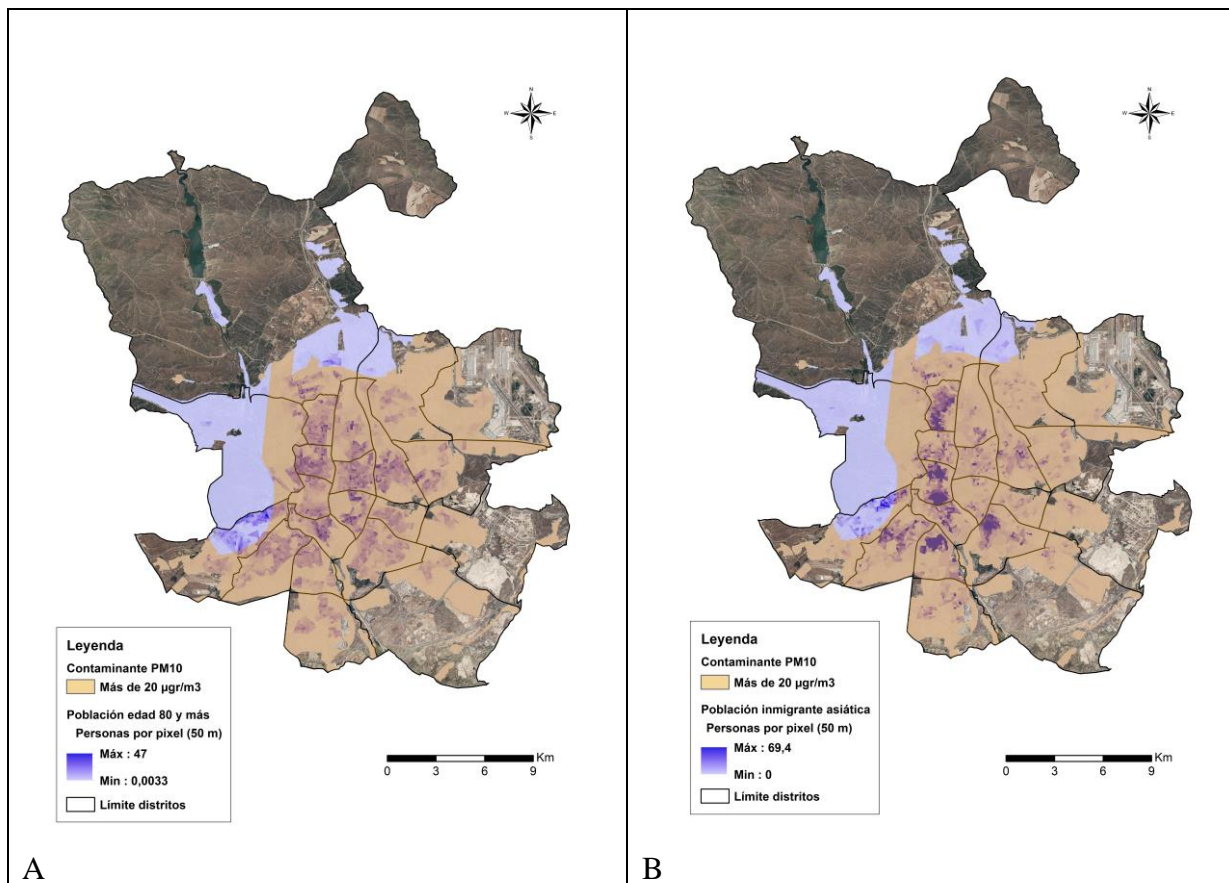 N
W E
S
Leyenda
Contaminante PM10
Más de 20 µgr/m3
Población edad 80 y más
Personas por pixel (50 m)
Máx : 47
Min : 0,0033
Límite distritos
Km
0 3 6 9
A
N
W E
S
Leyenda
Contaminante PM10
Más de 20 µgr/m3
Población inmigrante asiática
Personas por pixel (50 m)
Máx : 69,4
Min : 0
Límite distritos
Km
0 3 6 9
B